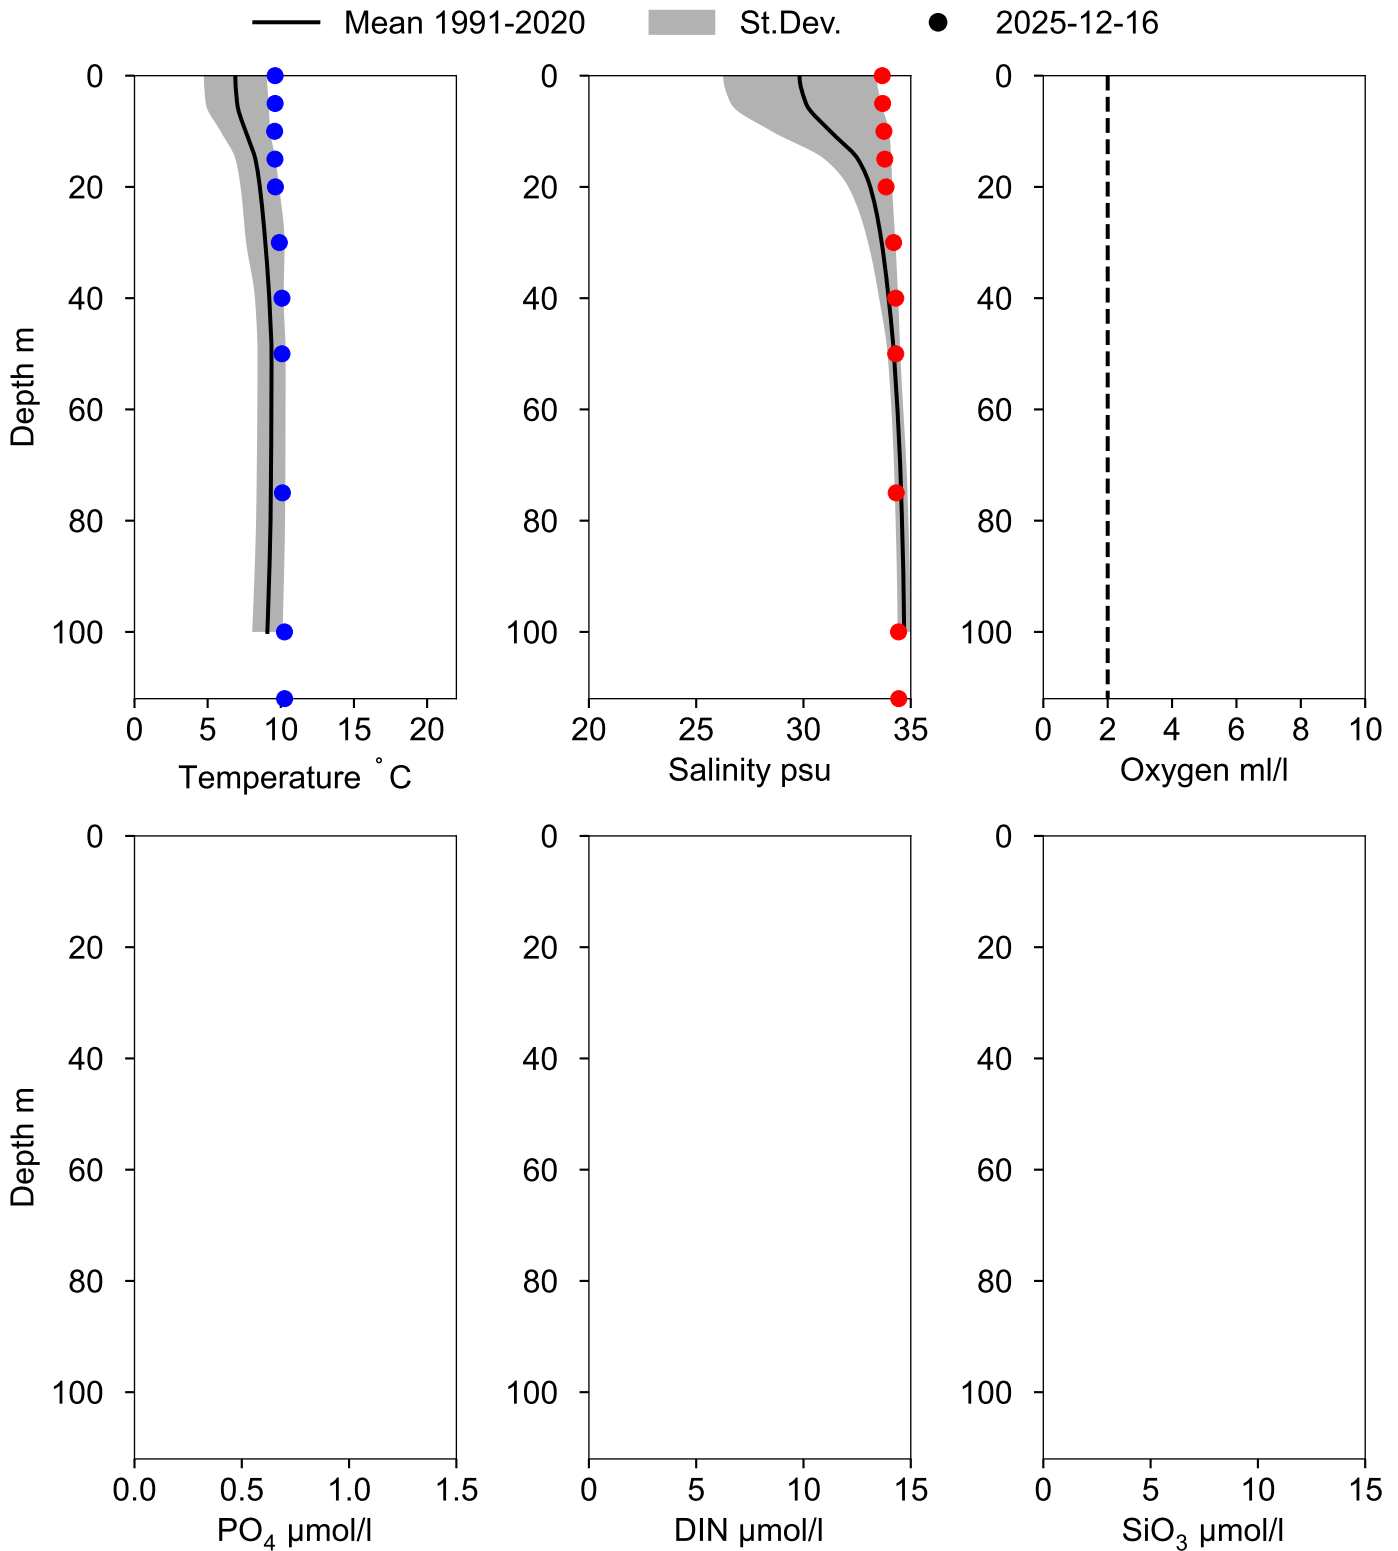 Mean 1991-2020 St.Dev. 2025-12-16
0 0 0
20 20 20
40 40 40
60 60 60
80 80 80
100 100 100
Depth m
0 5 10 15 20 20 25 30 35 0 2 4 6 8 10
Temperature °C Salinity psu Oxygen ml/l
0 0 0
20 20 20
40 40 40
60 60 60
80 80 80
100 100 100
Depth m
0.0 0.5 1.0 1.5 0 5 10 15 0 5 10 15
PO₄ µmol/l DIN µmol/l SiO₃ µmol/l